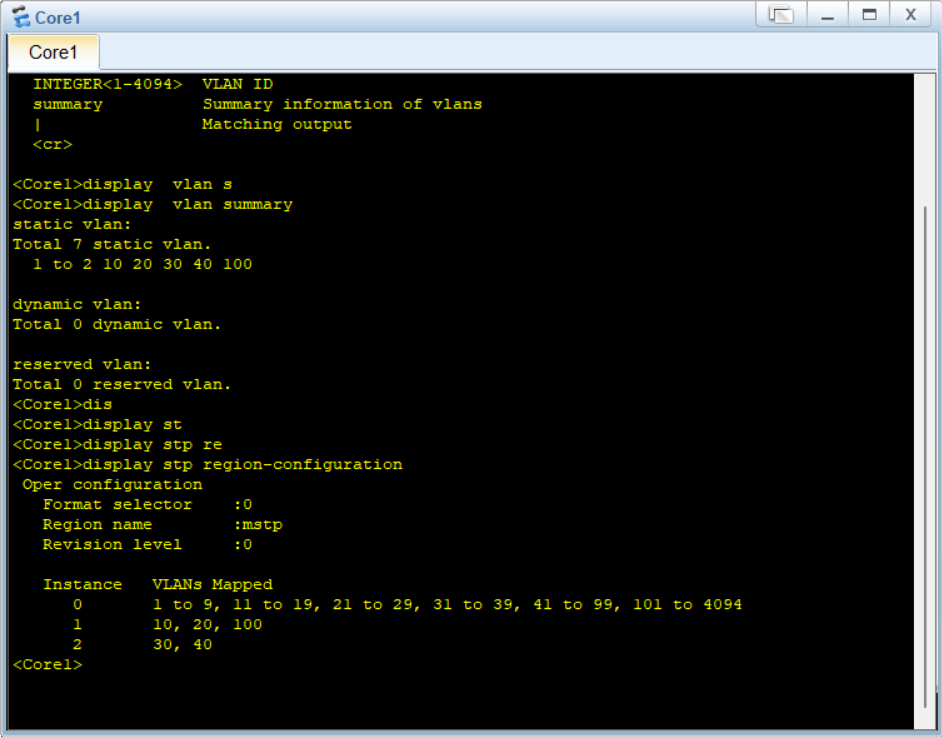 Core1
X
Core1
INTEGER<1-4094>  VLAN ID
summary          Summary information of vlans
|                Matching output
<cr>
<Core1>display  vlan s
<Core1>display  vlan summary
static vlan:
Total 7 static vlan.
1 to 2 10 20 30 40 100
dynamic vlan:
Total 0 dynamic vlan.
reserved vlan:
Total 0 reserved vlan.
<Core1>dis
<Core1>display st
<Core1>display stp re
<Core1>display stp region-configuration
Oper configuration
Format selector    :0
Region name        :mstp
Revision level     :0
Instance   VLANs Mapped
0       1 to 9, 11 to 19, 21 to 29, 31 to 39, 41 to 99, 101 to 4094
1       10, 20, 100
2       30, 40
<Core1>